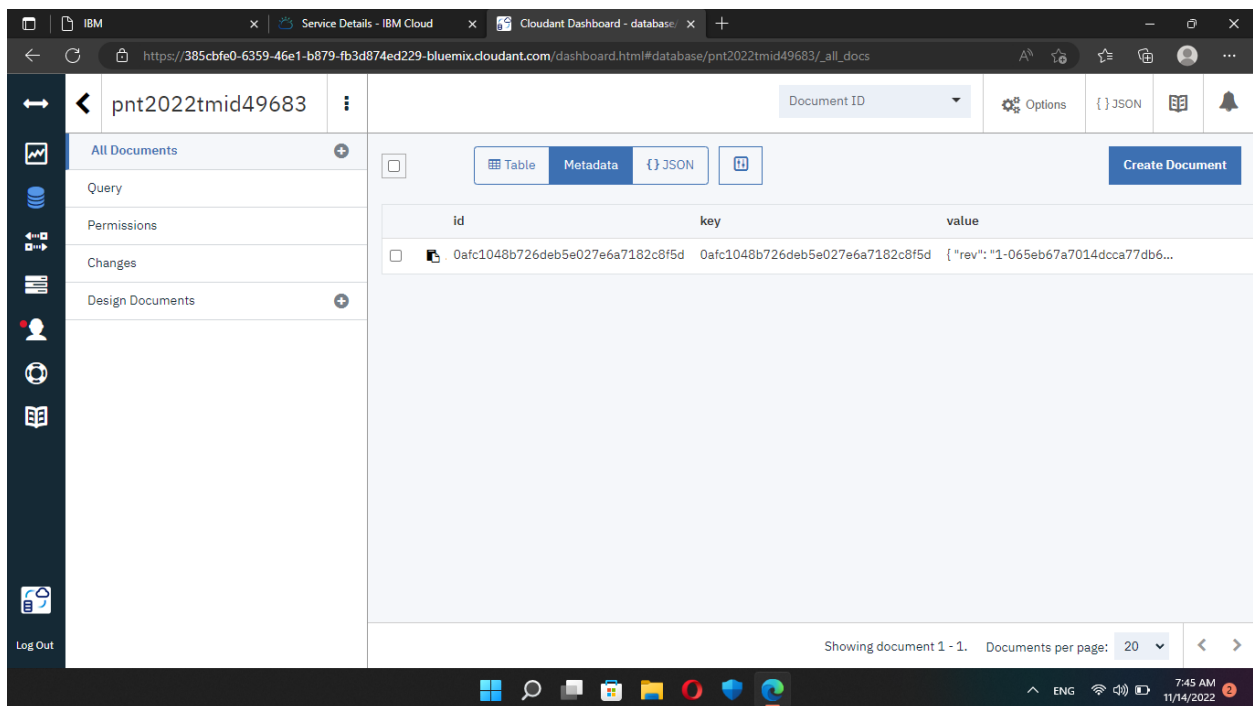 IBM
Service Details - IBM Cloud
Cloudant Dashboard - database/
https://385cbfe0-6359-46e1-b879-fb3d874ed229-bluemix.cloudant.com/dashboard.html#database/pnt2022tmid49683/_all_docs
pnt2022tmid49683
Document ID
Options
{ } JSON
All Documents
Query
Permissions
Changes
Design Documents
Table Metadata {} JSON
Create Document
id key value
0afc1048b726deb5e027e6a7182c8f5d 0afc1048b726deb5e027e6a7182c8f5d { "rev": "1-065eb67a7014dcca77db6...
Log Out
Showing document 1 - 1. Documents per page: 20
ENG
7:45 AM
11/14/2022
2